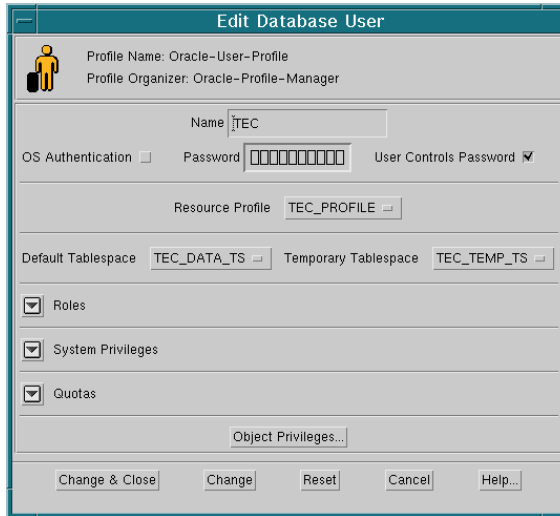 Edit Database User
Profile Name: Oracle-User-Profile
Profile Organizer: Oracle-Profile-Manager
Name TEC
OS Authentication Password User Controls Password
Resource Profile TEC_PROFILE
Default Tablespace TEC_DATA_TS Temporary Tablespace TEC_TEMP_TS
Roles
System Privileges
Quotas
Object Privileges...
Change & Close Change Reset Cancel Help...